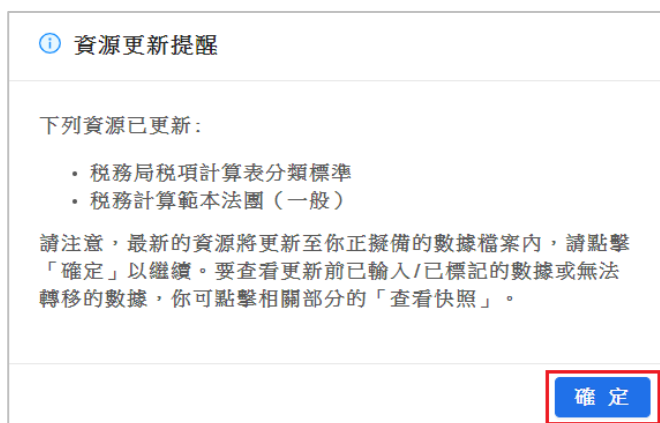 資源更新提醒
下列資源已更新:
• 税務局税項計算表分類標準
• 税務計算範本法團（一般）
請注意，最新的資源將更新至你正擬備的數據檔案內，請點擊
「確定」以繼續。要查看更新前已輸入/已標記的數據或無法
轉移的數據，你可點擊相關部分的「查看快照」。
確 定